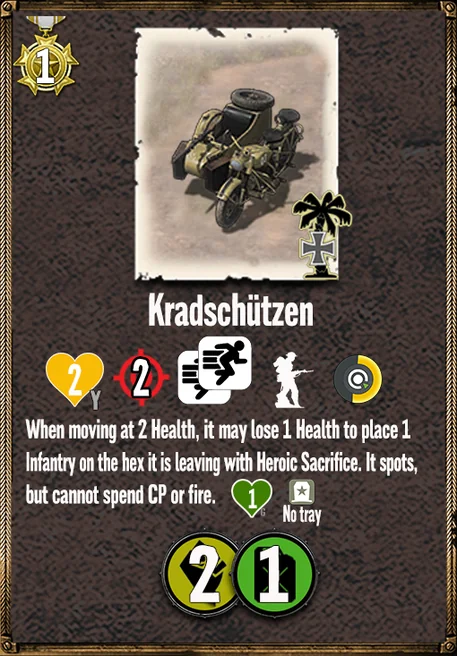 1
Kradschützen
2 Y 2
When moving at 2 Health, it may lose 1 Health to place 1
Infantry on the hex it is leaving with Heroic Sacrifice. It spots,
but cannot spend CP or fire. 1 G
No tray
2 1